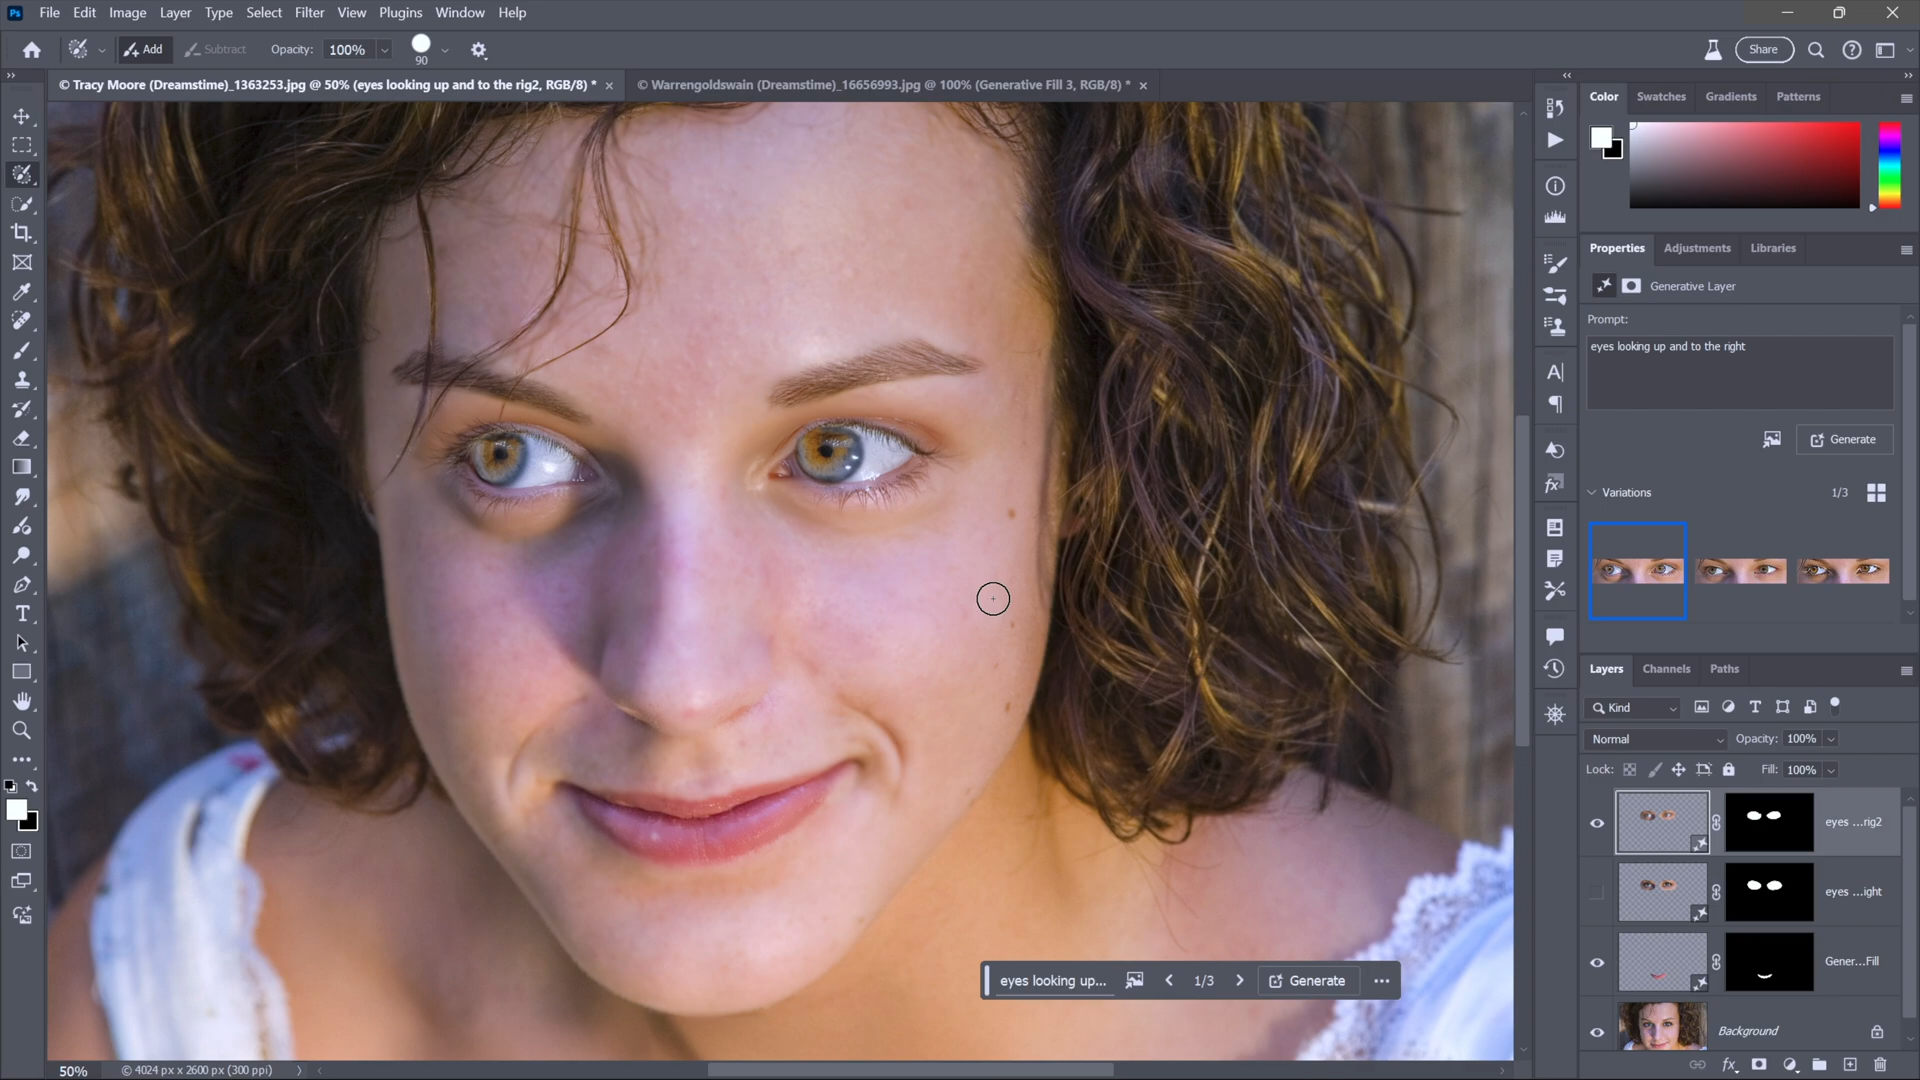 Ps File Edit Image Layer Type Select Filter View Plugins Window Help
Add Subtract Opacity: 100% 90 Share
© Tracy Moore (Dreamstime)_1363253.jpg @ 50% (eyes looking up and to the rig2, RGB/8) * × © Warrengoldswain (Dreamstime)_16656993.jpg @ 100% (Generative Fill 3, RGB/8) * ×
Color Swatches Gradients Patterns
Properties Adjustments Libraries
Generative Layer
Prompt:
eyes looking up and to the right
Generate
Variations 1/3
Layers Channels Paths
Kind
Normal Opacity: 100%
Lock: Fill: 100%
eyes ...rig2
eyes ...ight
Gener...Fill
Background
eyes looking up... 1/3 Generate ...
50% © 4024 px x 2600 px (300 ppi)